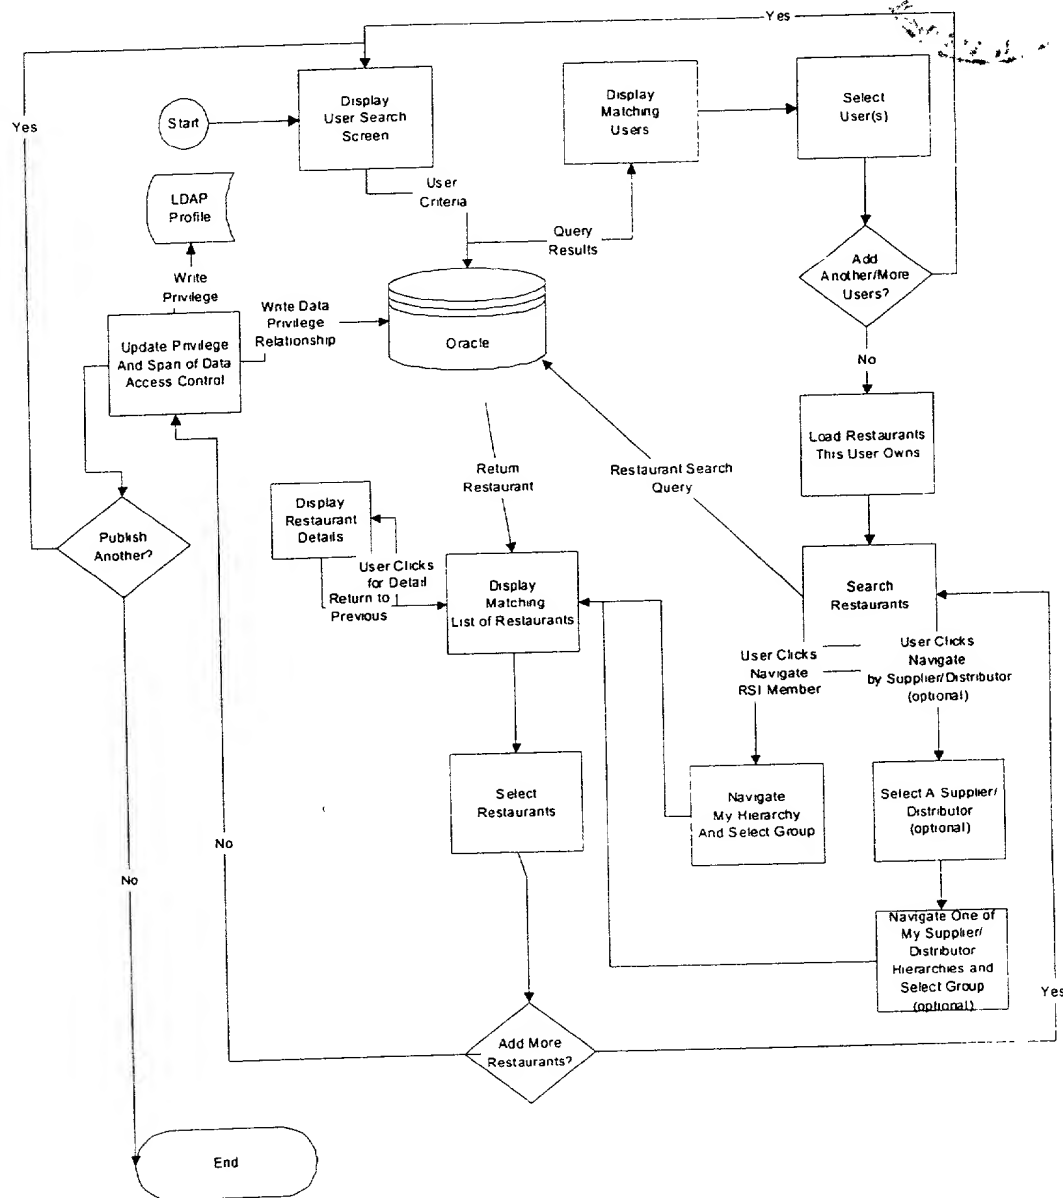 Yes
Yes
Start
Display
User Search
Screen
Display
Matching
Users
Select
User(s)
LDAP
Profile
User
Criteria
Query
Results
Add
Another/More
Users?
Write
Privilege
Write Data
Privilege
Relationship
Oracle
Update Privilege
And Span of Data
Access Control
No
Load Restaurants
This User Owns
Return
Restaurant
Restaurant Search
Query
Display
Restaurant
Details
Publish
Another?
User Clicks
for Detail
Return to
Previous
Display
Matching
List of Restaurants
Search
Restaurants
User Clicks
Navigate
RSI Member
User Clicks
Navigate
by Supplier/Distributor
(optional)
Select
Restaurants
Navigate
My Hierarchy
And Select Group
Select A Supplier/
Distributor
(optional)
No
No
Navigate One of
My Supplier/
Distributor
Hierarchies and
Select Group
(optional)
Yes
Add More
Restaurants?
End